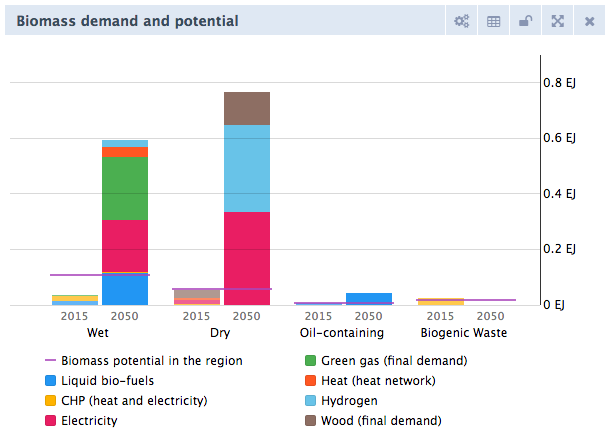 Biomass demand and potential
0.8 EJ
0.6 EJ
0.4 EJ
0.2 EJ
0 EJ
2015 2050 2015 2050 2015 2050 2015 2050
Wet Dry Oil-containing Biogenic Waste
Biomass potential in the region Green gas (final demand)
Liquid bio-fuels Heat (heat network)
CHP (heat and electricity) Hydrogen
Electricity Wood (final demand)